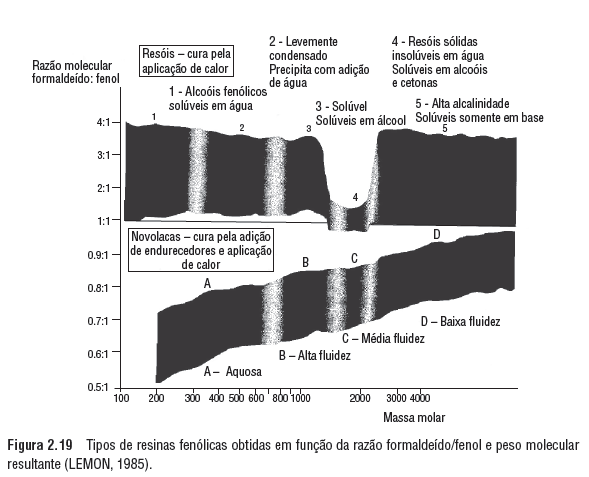 Razão molecular
formaldeído: fenol
Resóis – cura pela
aplicação de calor
1 - Alcoóis fenólicos
solúveis em água
2 - Levemente
condensado
Precipita com adição
de água
3 - Solúvel
Solúveis em álcool
4 - Resóis sólidas
insolúveis em água
Solúveis em alcoóis
e cetonas
5 - Alta alcalinidade
Solúveis somente em base
4:1
3:1
2:1
1:1
0.9:1
0.8:1
0.7:1
0.6:1
0.5:1
1
2
3
4
5
Novolacas – cura pela adição
de endurecedores e aplicação
de calor
A
B
C
D
A – Aquosa
B – Alta fluidez
C – Média fluidez
D – Baixa fluidez
100 200 400 500 600 800 1000 2000 3000 4000
Massa molar
Figura 2.19 Tipos de resinas fenólicas obtidas em função da razão formaldeído/fenol e peso molecular
resultante (LEMON, 1985).